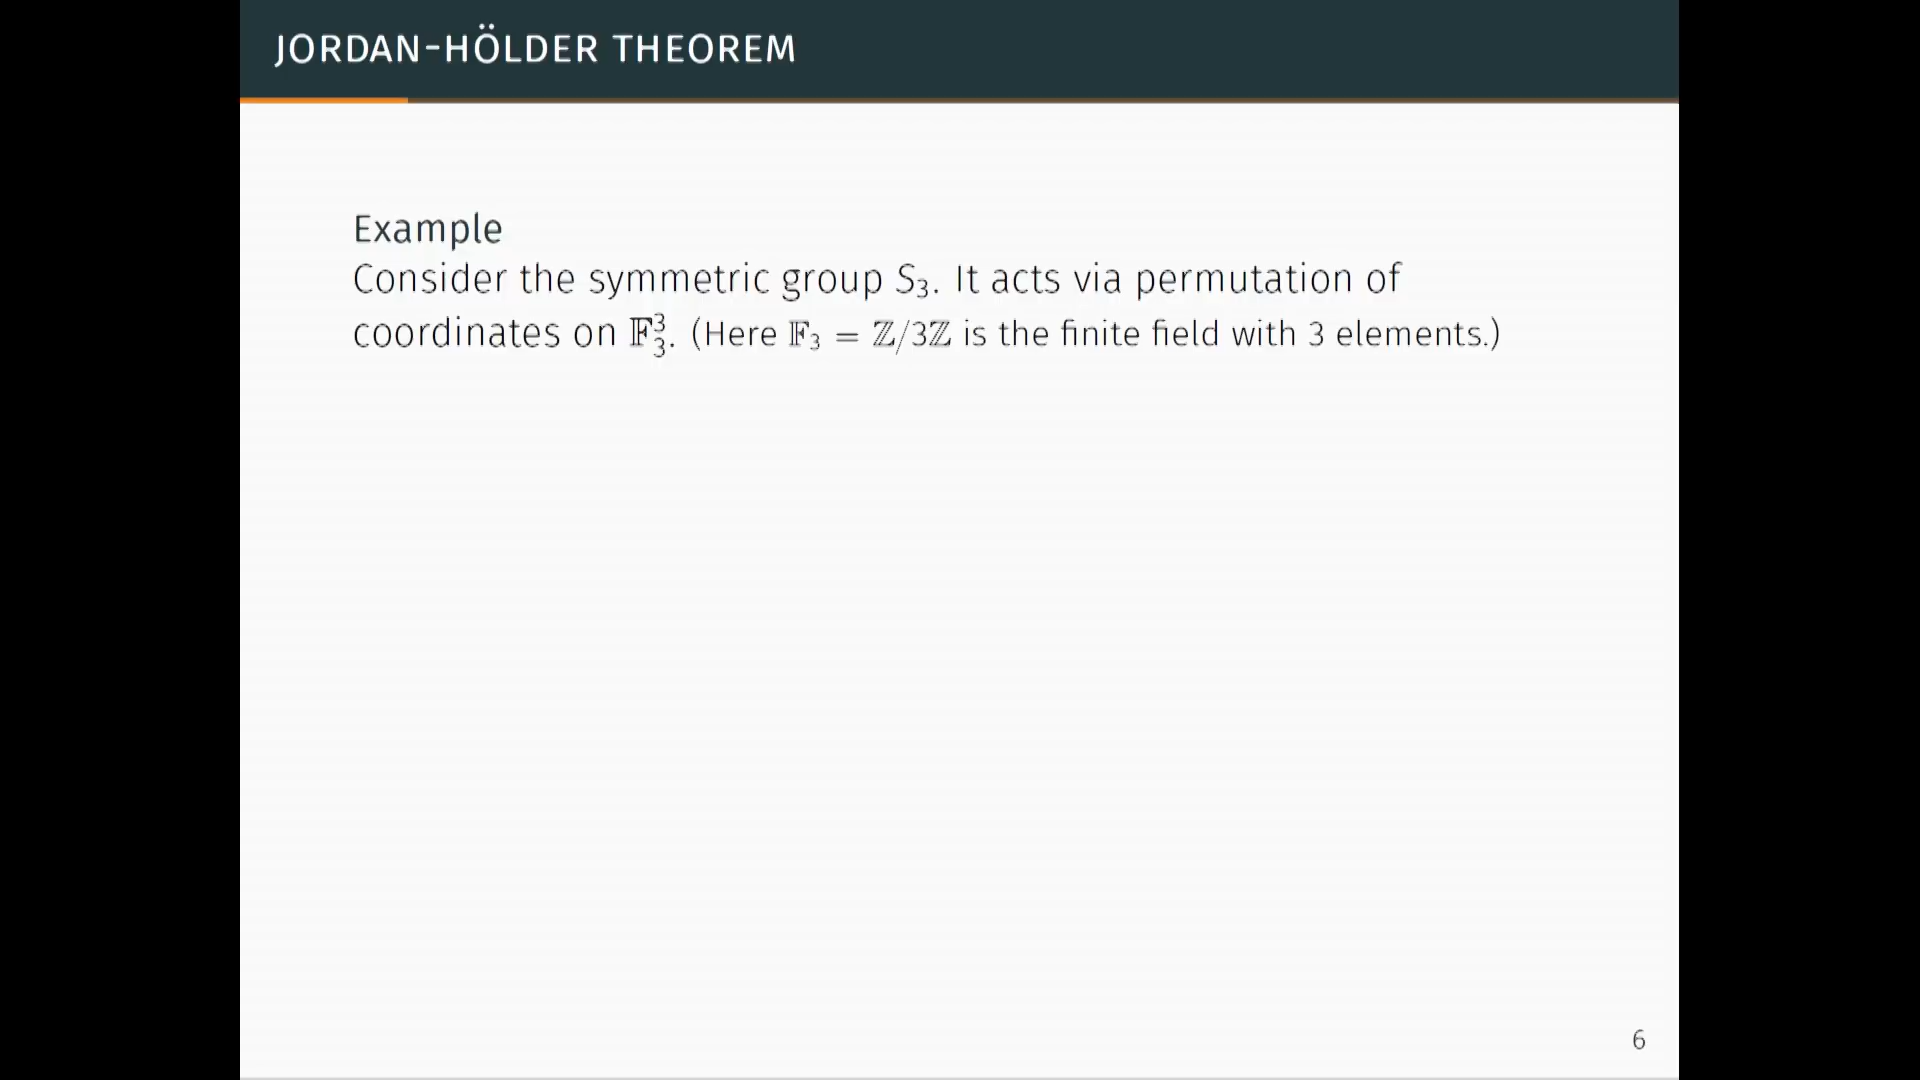 JORDAN-HÖLDER THEOREM
Example
Consider the symmetric group S₃. It acts via permutation of
coordinates on 𝔽₃³. (Here 𝔽₃ = ℤ/3ℤ is the finite field with 3 elements.)
6